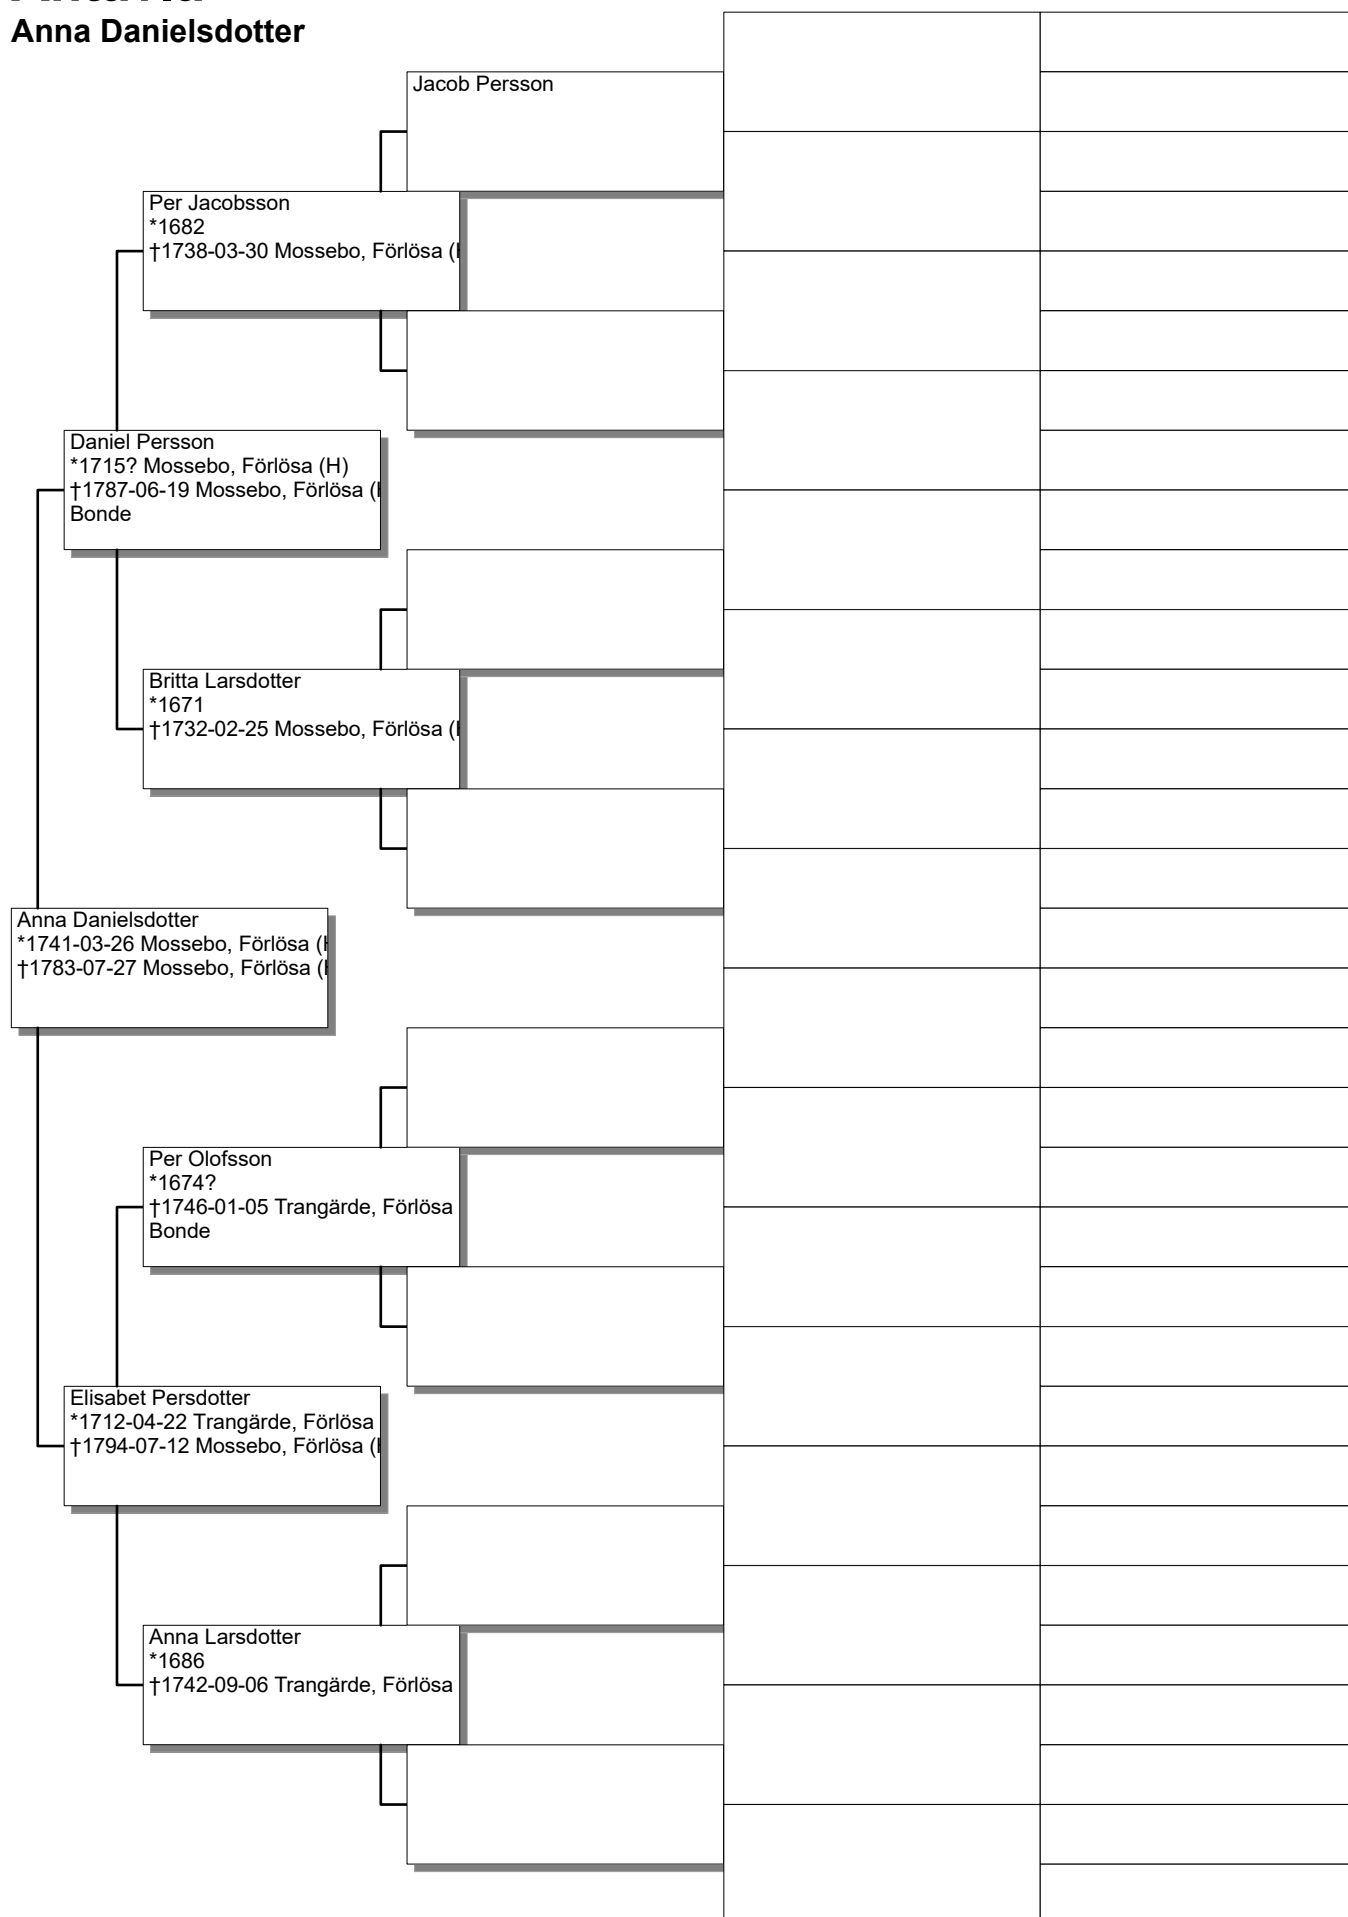 Anna Danielsdotter
Jacob Persson
Per Jacobsson
*1682
†1738-03-30 Mossebo, Förlösa (
Daniel Persson
*1715? Mossebo, Förlösa (H)
†1787-06-19 Mossebo, Förlösa (
Bonde
Britta Larsdotter
*1671
†1732-02-25 Mossebo, Förlösa (
Anna Danielsdotter
*1741-03-26 Mossebo, Förlösa (
†1783-07-27 Mossebo, Förlösa (
Per Olofsson
*1674?
†1746-01-05 Trangärde, Förlösa
Bonde
Elisabet Persdotter
*1712-04-22 Trangärde, Förlösa
†1794-07-12 Mossebo, Förlösa (
Anna Larsdotter
*1686
†1742-09-06 Trangärde, Förlösa